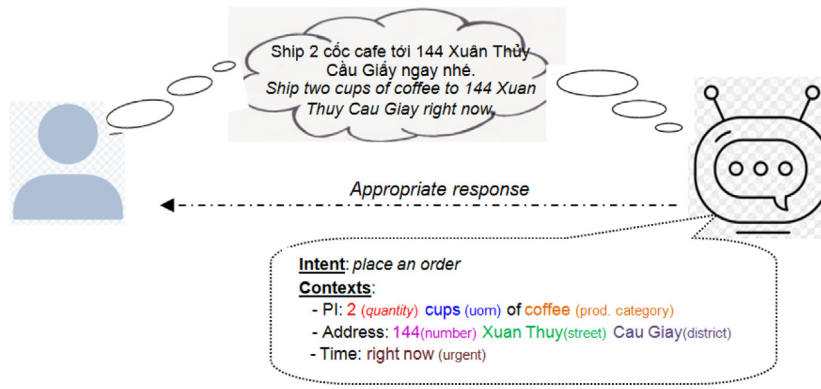 Ship 2 cốc cafe tới 144 Xuân Thủy
Cầu Giấy ngay nhé.
Ship two cups of coffee to 144 Xuan
Thuy Cau Giay right now
Appropriate response
Intent: place an order
Contexts:
- PI: 2 (quantity) cups (uom) of coffee (prod. category)
- Address: 144(number) Xuan Thuy(street) Cau Giay(district)
- Time: right now (urgent)